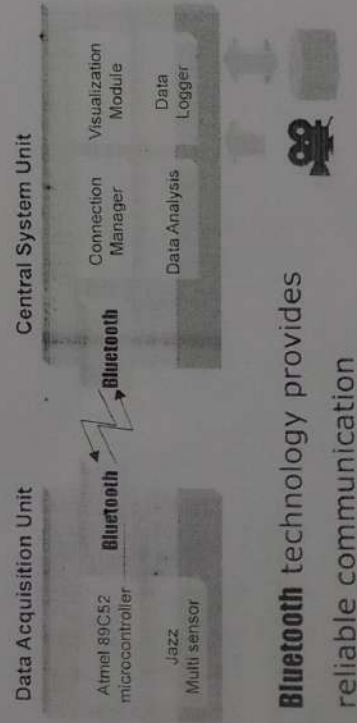 Data Acquisition Unit
Central System Unit
Atmel 89C52
microcontroller
Bluetooth
Bluetooth
Connection
Manager
Visualization
Module
Jazz
Multi sensor
Data Analysis
Data
Logger
Bluetooth technology provides
reliable communication